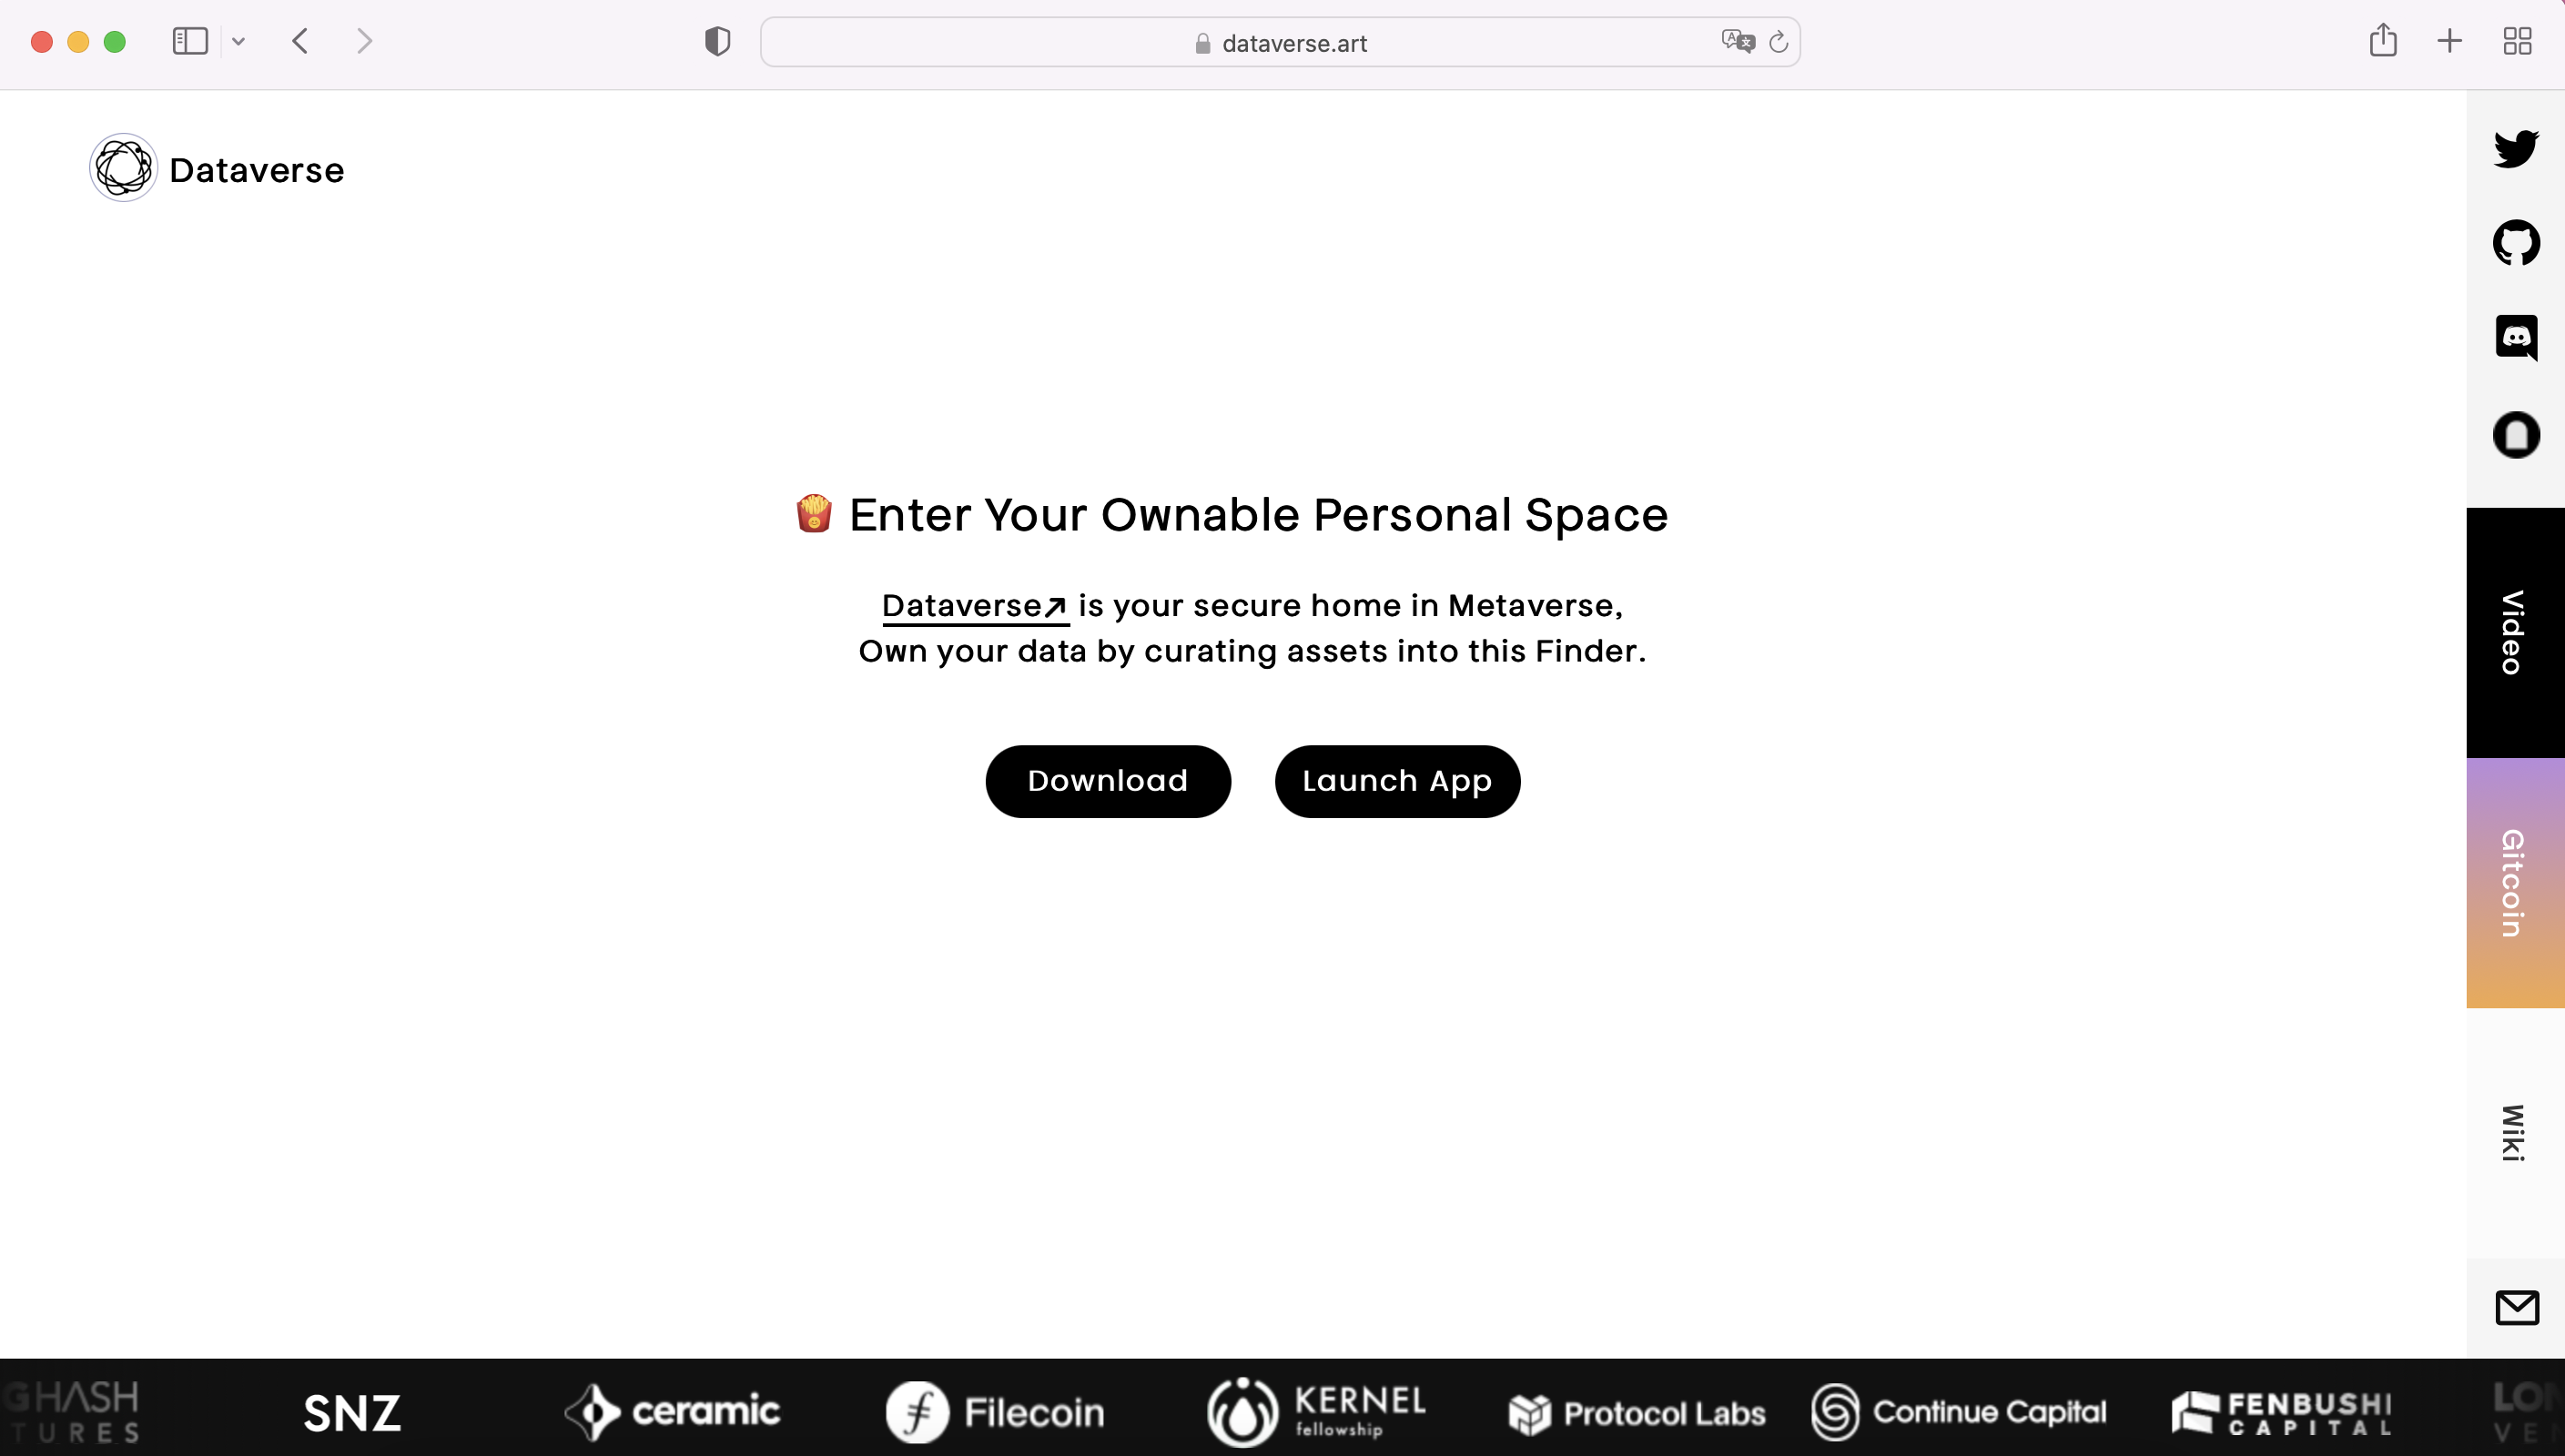 dataverse.art
Dataverse
Enter Your Ownable Personal Space
Dataverse is your secure home in Metaverse,
Own your data by curating assets into this Finder.
Download
Launch App
Video
Gitcoin
Wiki
GHASH
TURES
SNZ
ceramic
Filecoin
KERNEL
fellowship
Protocol Labs
Continue Capital
FENBUSHI
CAPITAL
LON
VEN